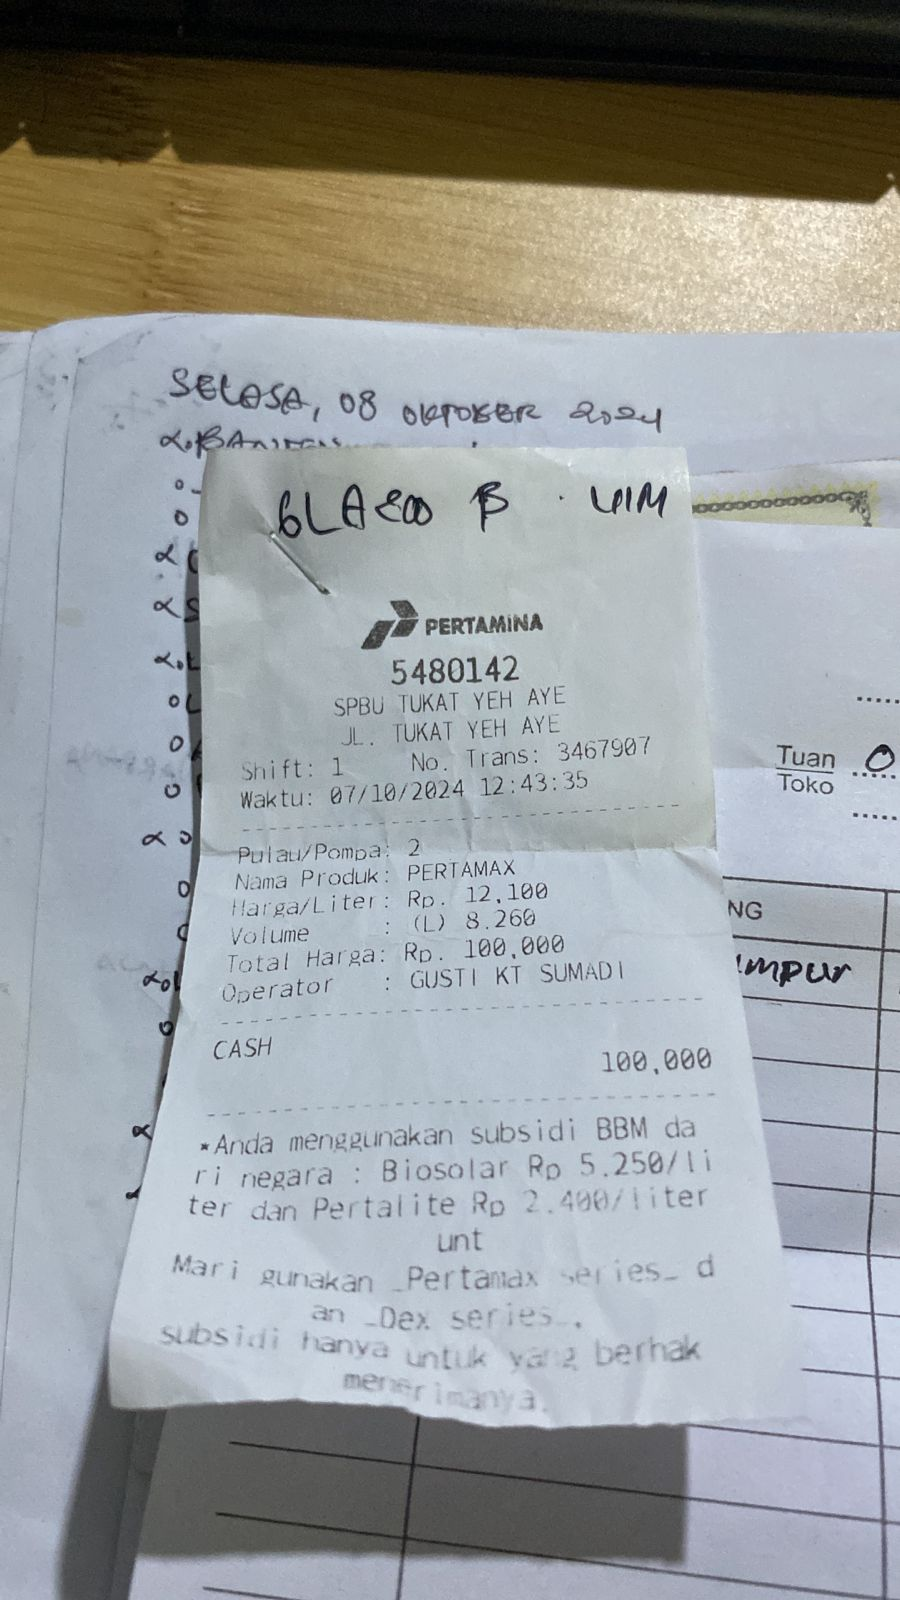 SELASA, 08 OKTOBER 2024
PERTAMINA
5480142
SPBU TUKAT YEH AYE
JL. TUKAT YEH AYE
Shift: 1 No. Trans: 3467907
Waktu: 07/10/2024 12:43:35
Pulau/Pompa: 2
Nama Produk: PERTAMAX
Harga/Liter: Rp. 12,100
Volume : (L) 8.260
Total Harga: Rp. 100,000
Operator : GUSTI KT SUMADI
CASH
100,000
*Anda menggunakan subsidi BBM da
ri negara : Biosolar Rp 5.250/li
ter dan Pertalite Rp 2.400/liter
unt
Mari gunakan _Pertamax series_ d
an _Dex series_.
subsidi hanya untuk yang berhak
menerimanya.
Tuan
Toko
NG
mpur